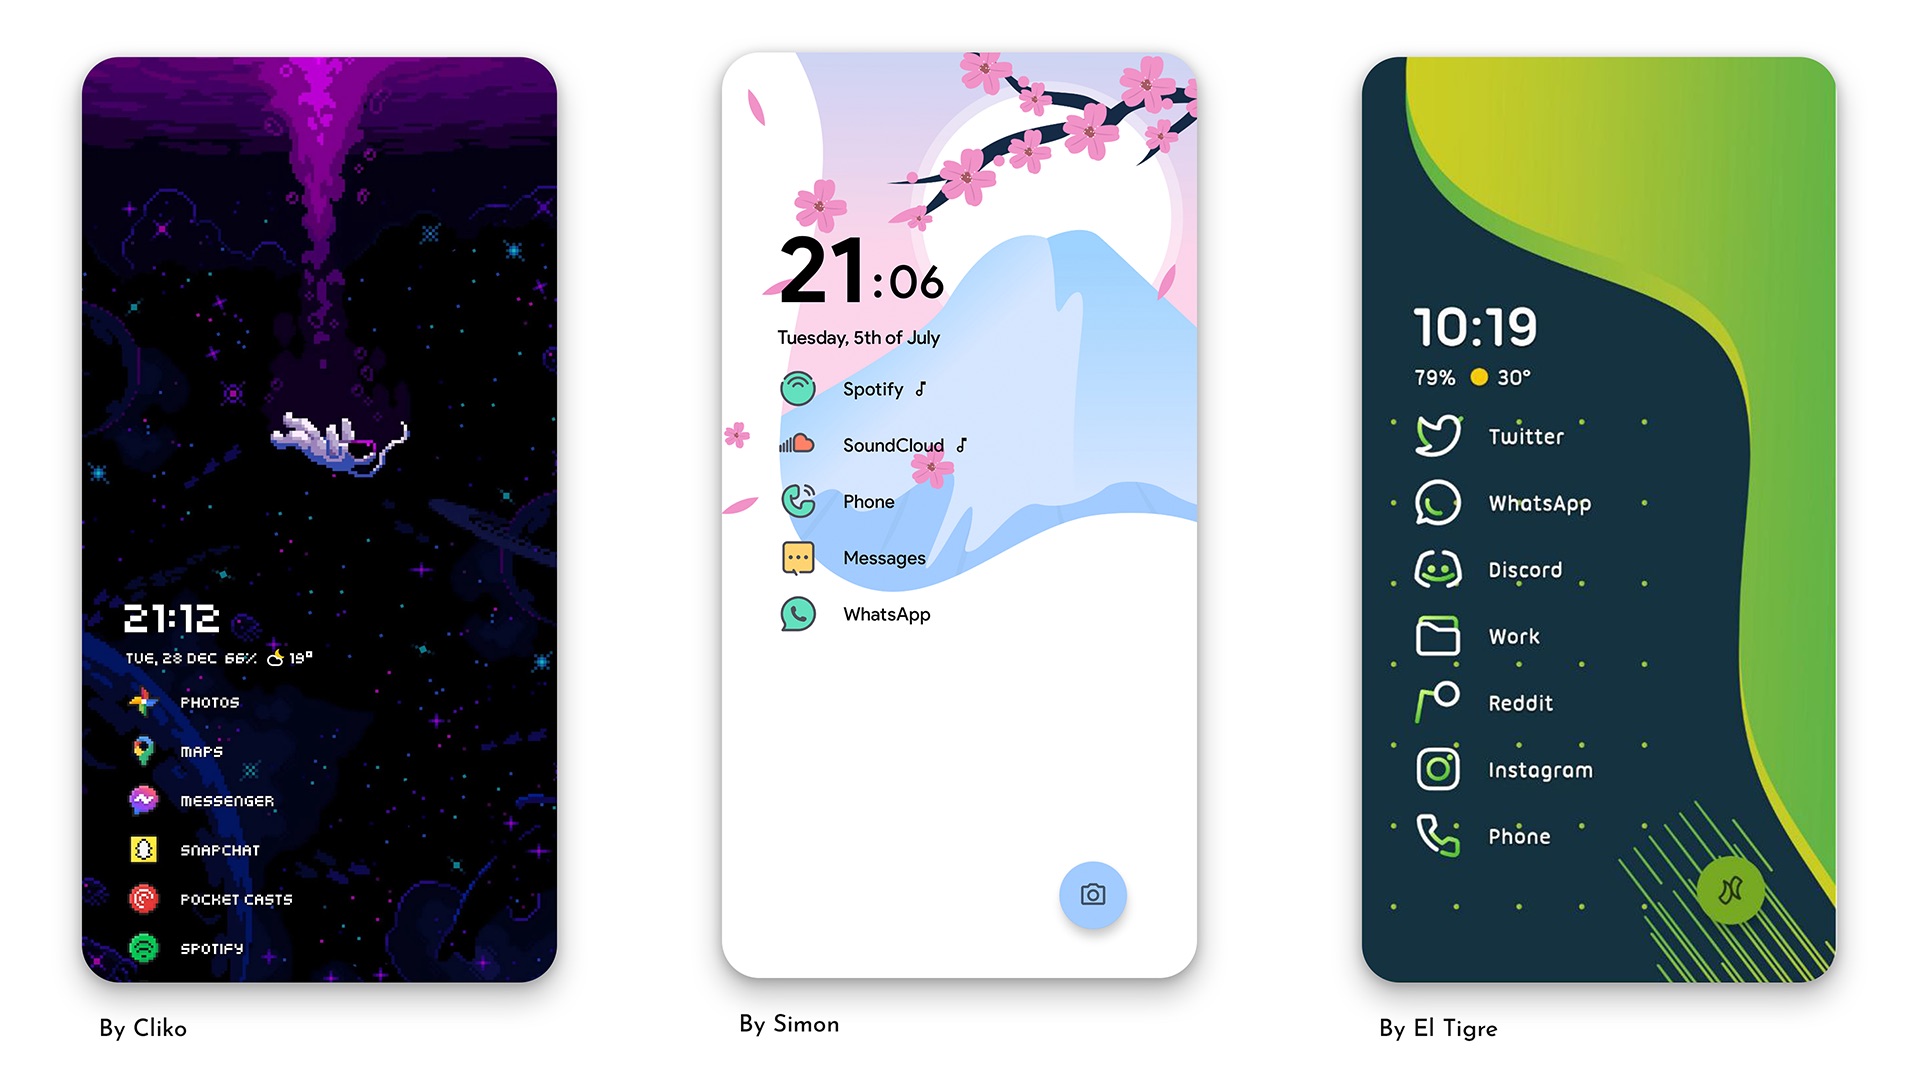 21:12
TUE, 28 DEC 66% 19°
PHOTOS
MAPS
MESSENGER
SNAPCHAT
POCKET CASTS
SPOTIFY
By Cliko
21:06
Tuesday, 5th of July
Spotify
SoundCloud
Phone
Messages
WhatsApp
By Simon
10:19
79% 30°
Twitter
WhatsApp
Discord
Work
Reddit
Instagram
Phone
By El Tigre